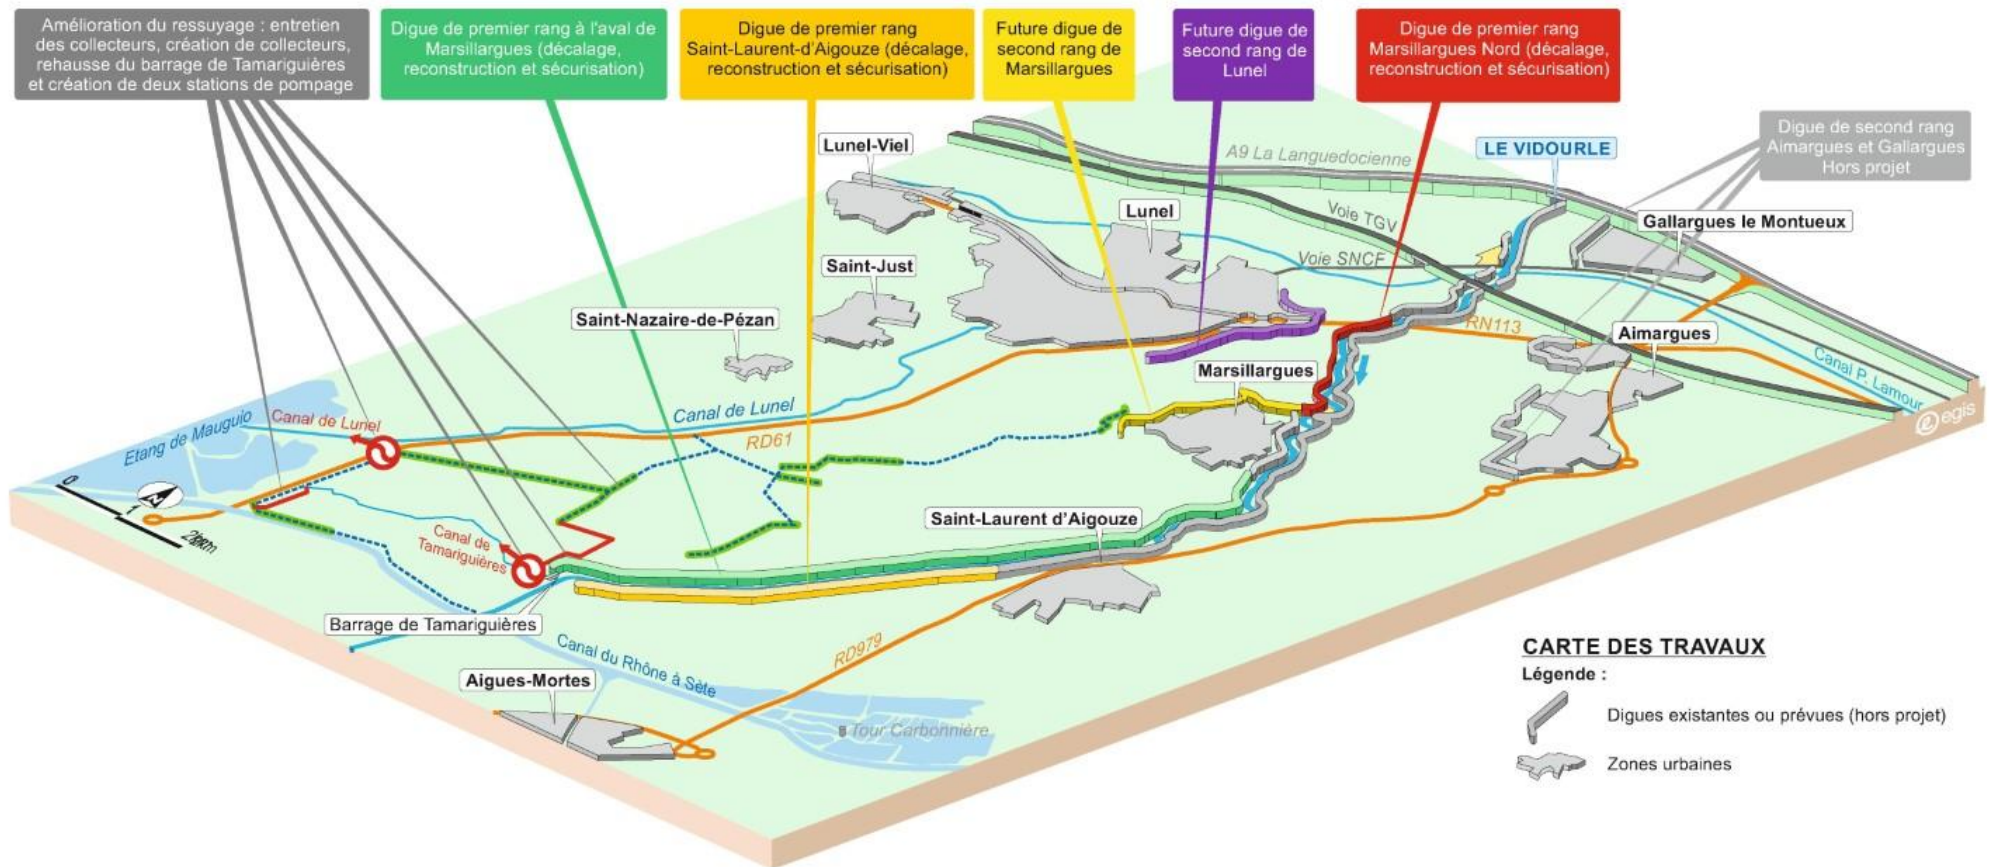 Amélioration du ressuyage : entretien
des collecteurs, création de collecteurs,
rehausse du barrage de Tamariguières
et création de deux stations de pompage
Digue de premier rang à l'aval de
Marsillargues (décalage,
reconstruction et sécurisation)
Digue de premier rang
Saint-Laurent-d'Aigouze (décalage,
reconstruction et sécurisation)
Future digue de
second rang de
Marsillargues
Future digue de
second rang de
Lunel
Digue de premier rang
Marsillargues Nord (décalage,
reconstruction et sécurisation)
Digue de second rang
Aimargues et Gallargues
Hors projet
Lunel-Viel
A9 La Languedocienne
LE VIDOURLE
Lunel
Voie TGV
Gallargues le Montueux
Voie SNCF
Saint-Just
Saint-Nazaire-de-Pézan
RN113
Aimargues
Marsillargues
Canal P. Lamour
egis
Canal de Lunel
RD61
Canal de Lunel
Etang de Mauguio
0
N
Saint-Laurent d'Aigouze
Canal de
Tamariguières
Barrage de Tamariguières
Canal du Rhône à Sète
RD979
Aigues-Mortes
Tour Carbonnière
CARTE DES TRAVAUX
Légende :
Digues existantes ou prévues (hors projet)
Zones urbaines